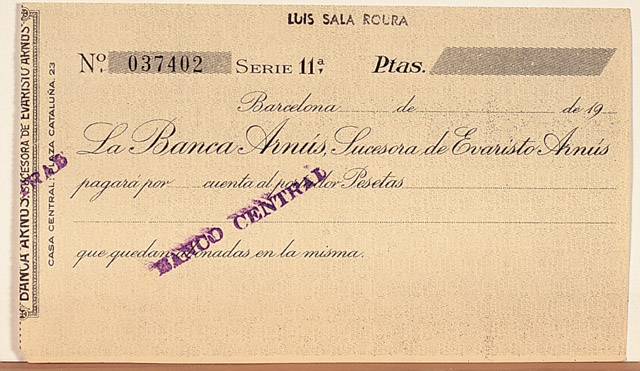 LUIS SALA ROURA
Nº 037402 SERIE 11ª Ptas.
Barcelona de de 19
La Banca Arnús, Sucesora de Evaristo Arnús
pagará por cuenta al portador Pesetas
BANCO CENTRAL
que quedan abonadas en la misma.
BANCA ARNÚS, SUCESORA DE EVARISTO ARNÚS
CASA CENTRAL: PLAZA CATALUÑA, 23